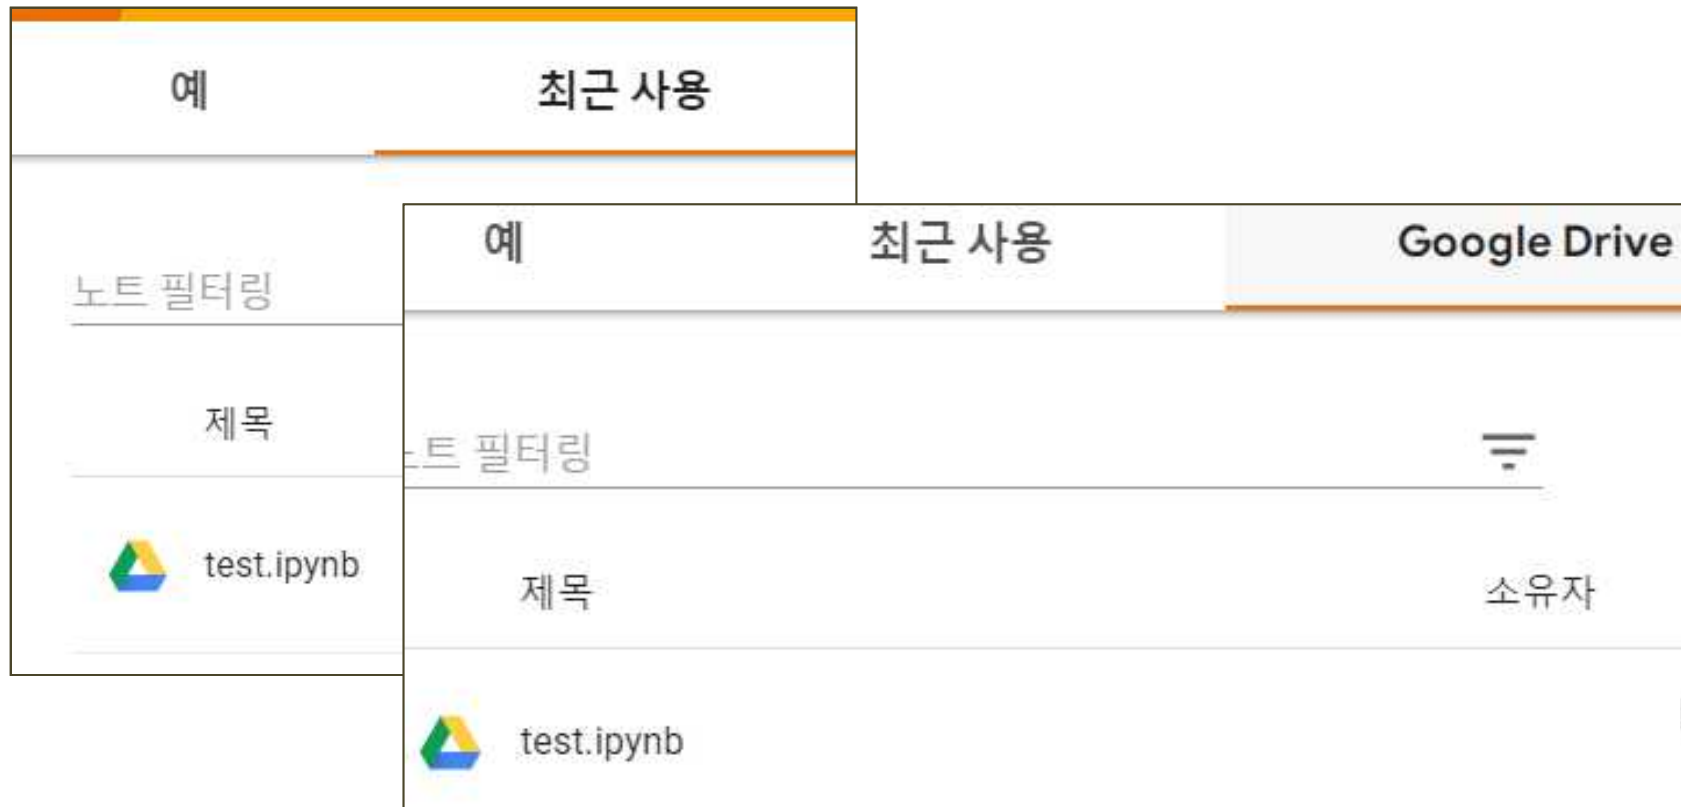 예 최근 사용
노트 필터링
제목
test.ipynb
예 최근 사용 Google Drive
트 필터링
제목 소유자
test.ipynb